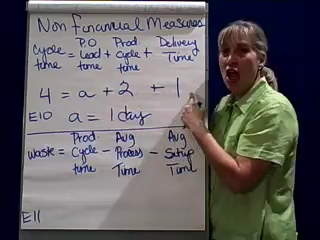 Non Financial Measures
Cycle time = P.O Lead time + Prod. Cycle time + Delivery Time
4 = a + 2 + 1
E10 a = 1 day
Waste = Prod. Cycle time - Avg Process Time - Avg Setup Time
E11